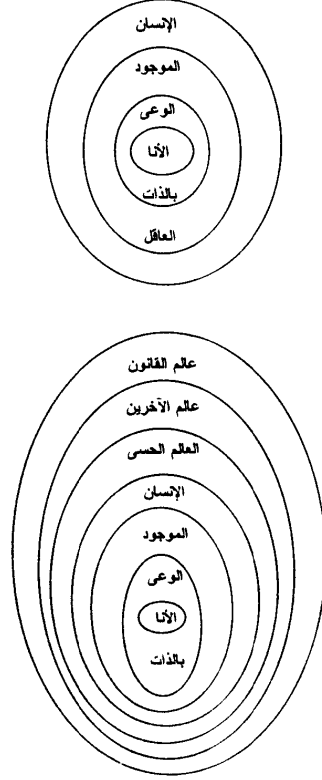 الإنسان
الموجود
الوعى
الأنا
بالذات
العاقل
عالم القانون
عالم الآخرين
العالم الحسى
الإنسان
الموجود
الوعى
الأنا
بالذات